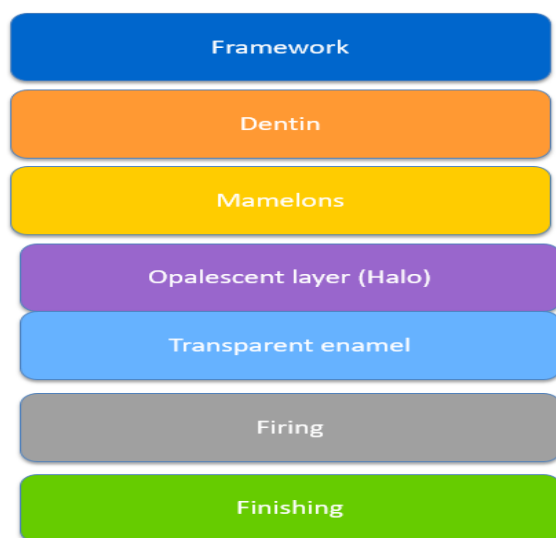 Framework
Dentin
Mamelons
Opalescent layer (Halo)
Transparent enamel
Firing
Finishing